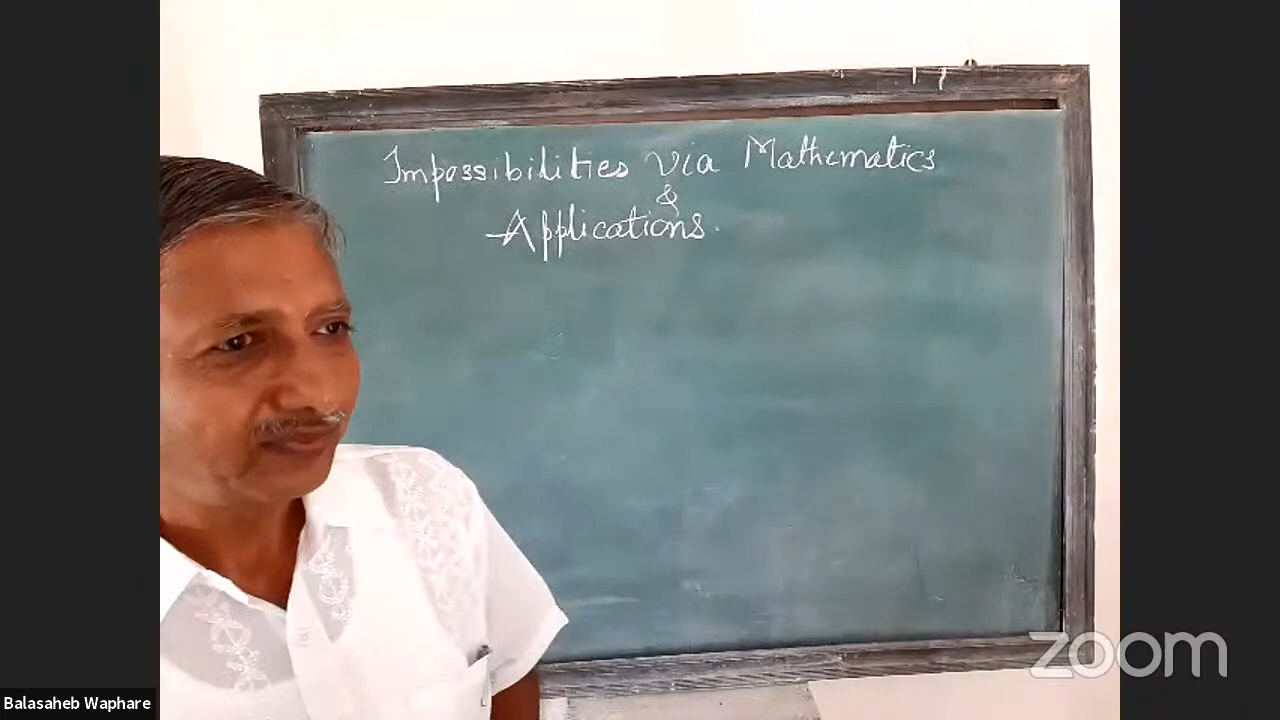 Impossibilities via Mathematics
&
Applications.
zoom
Balasaheb Waphare